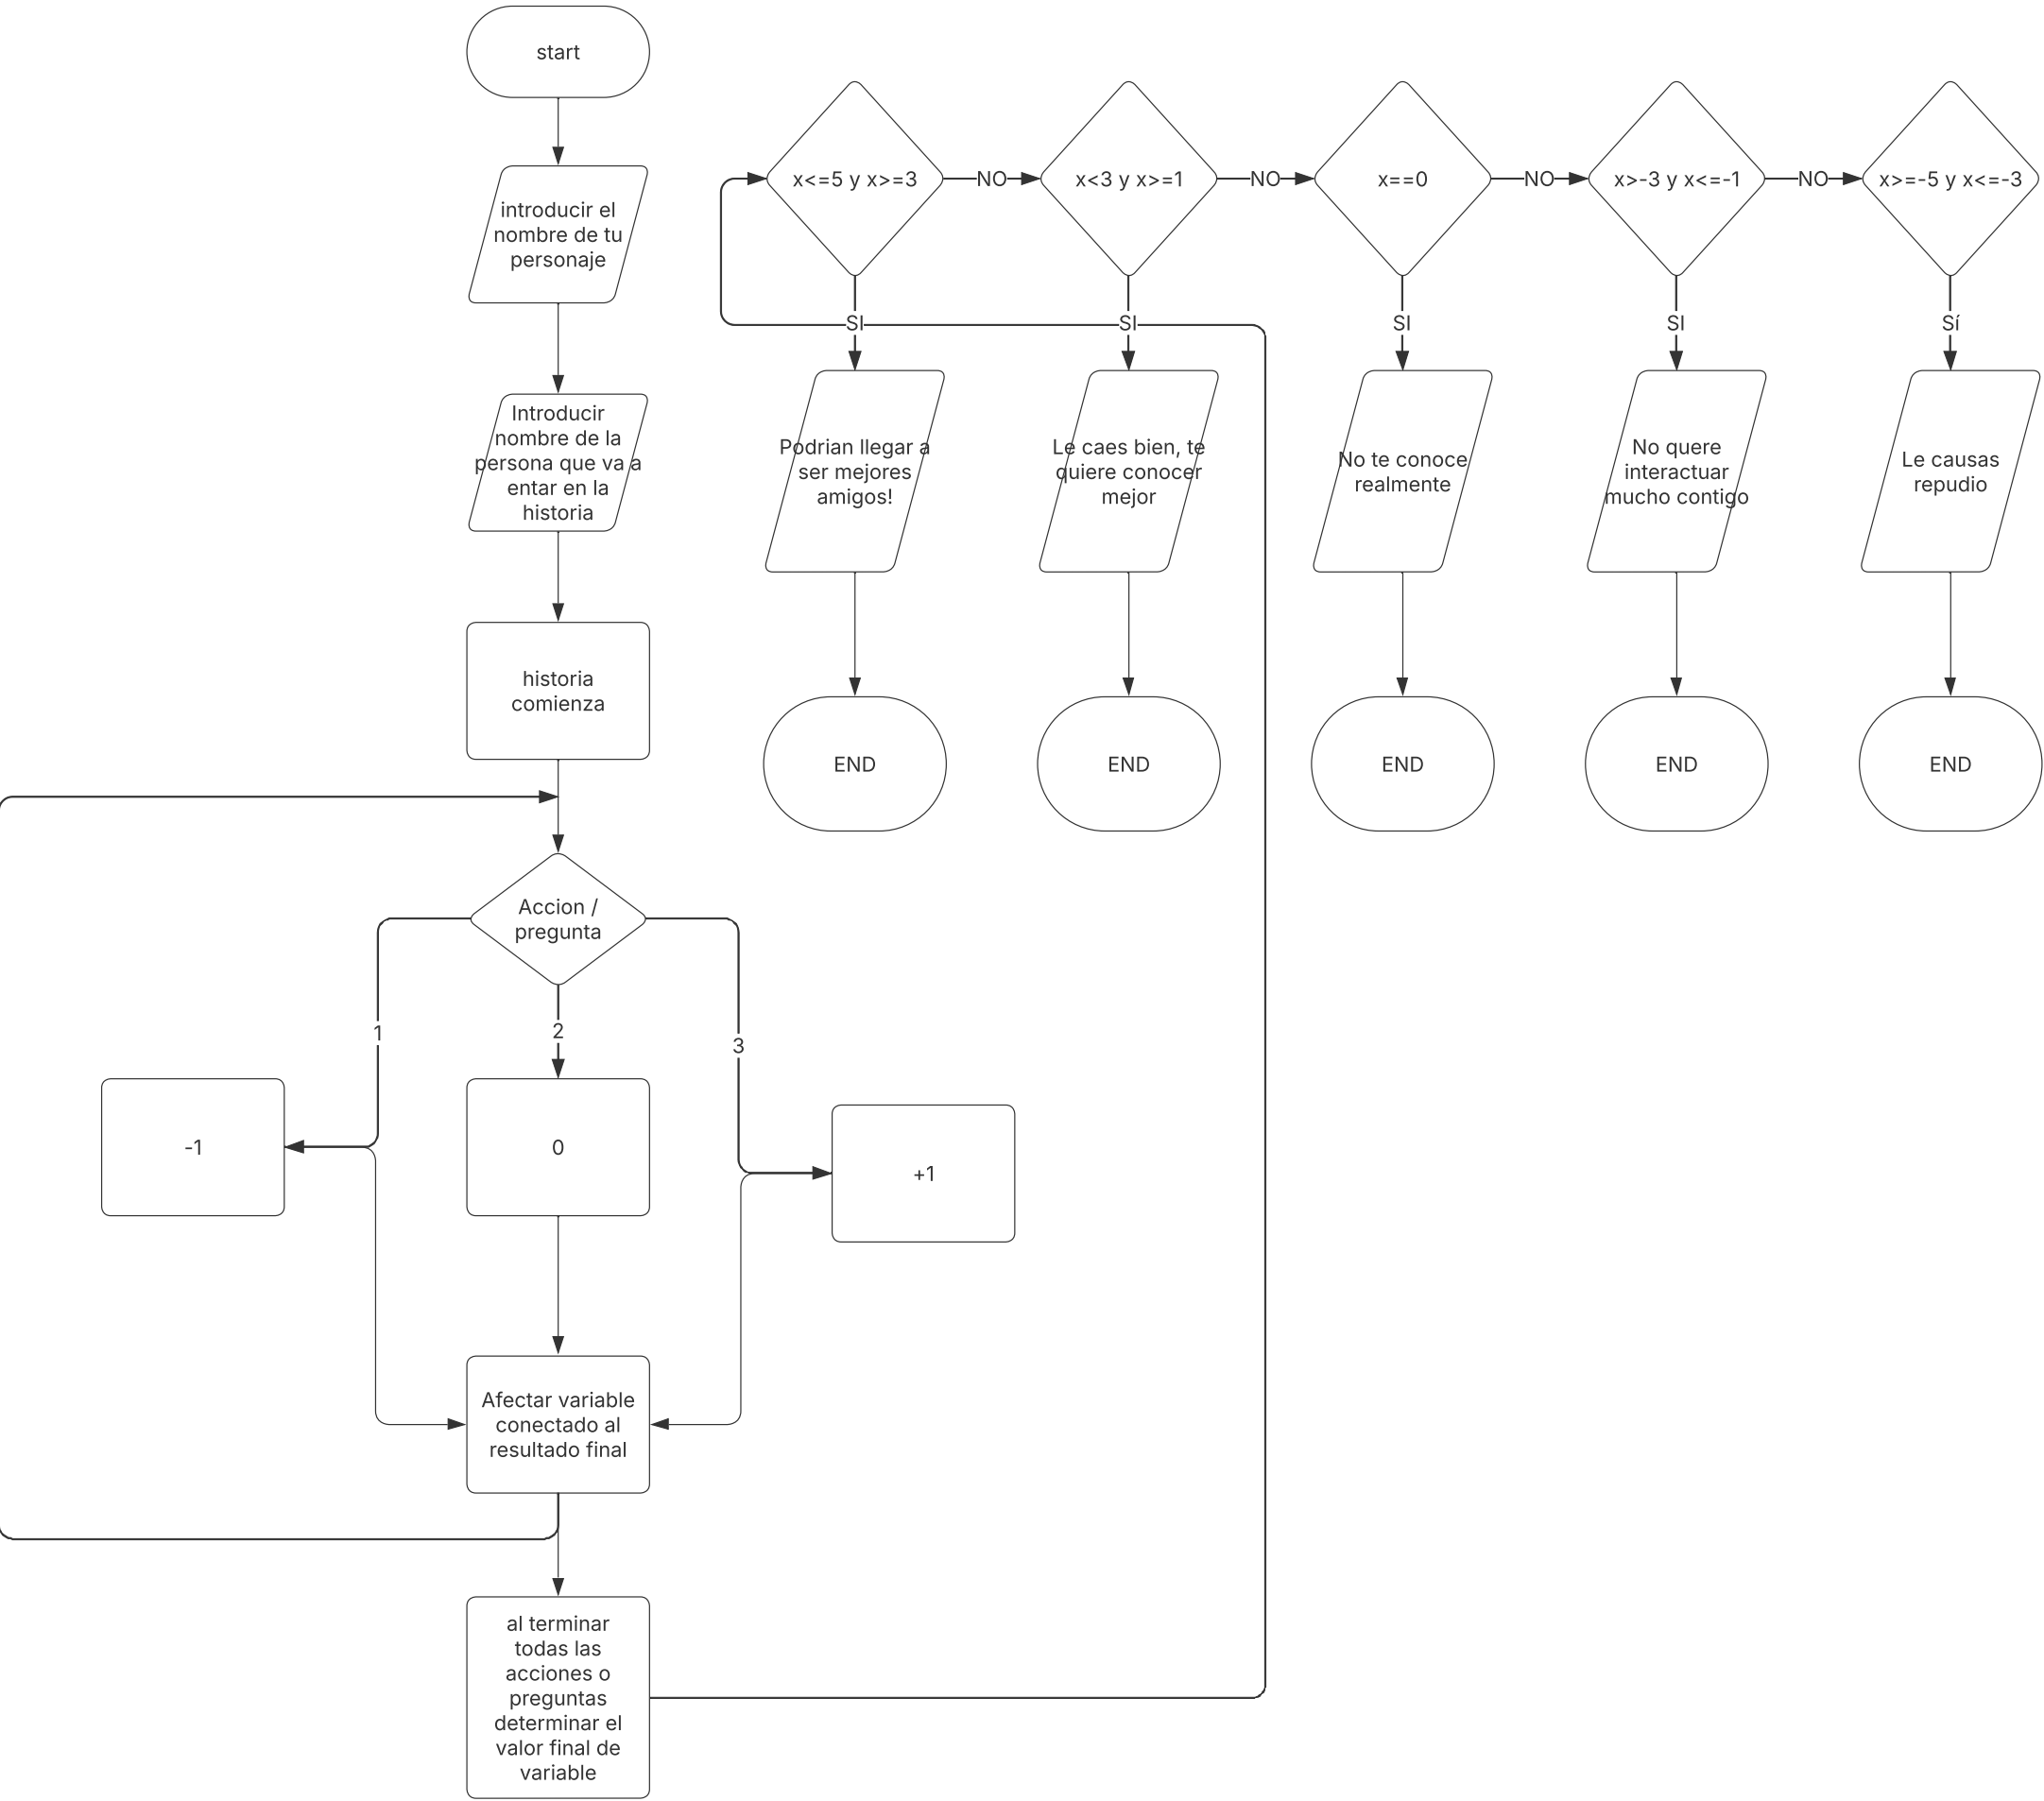 start
introducir el
nombre de tu
personaje
Introducir
nombre de la
persona que va a
entar en la
historia
historia
comienza
Accion /
pregunta
1
2
3
-1
0
+1
Afectar variable
conectado al
resultado final
al terminar
todas las
acciones o
preguntas
determinar el
valor final de
variable
x<=5 y x>=3
NO
x<3 y x>=1
NO
x==0
NO
x>-3 y x<=-1
NO
x>=-5 y x<=-3
SI
SI
SI
SI
Sí
Podrian llegar a
ser mejores
amigos!
Le caes bien, te
quiere conocer
mejor
No te conoce
realmente
No quere
interactuar
mucho contigo
Le causas
repudio
END
END
END
END
END